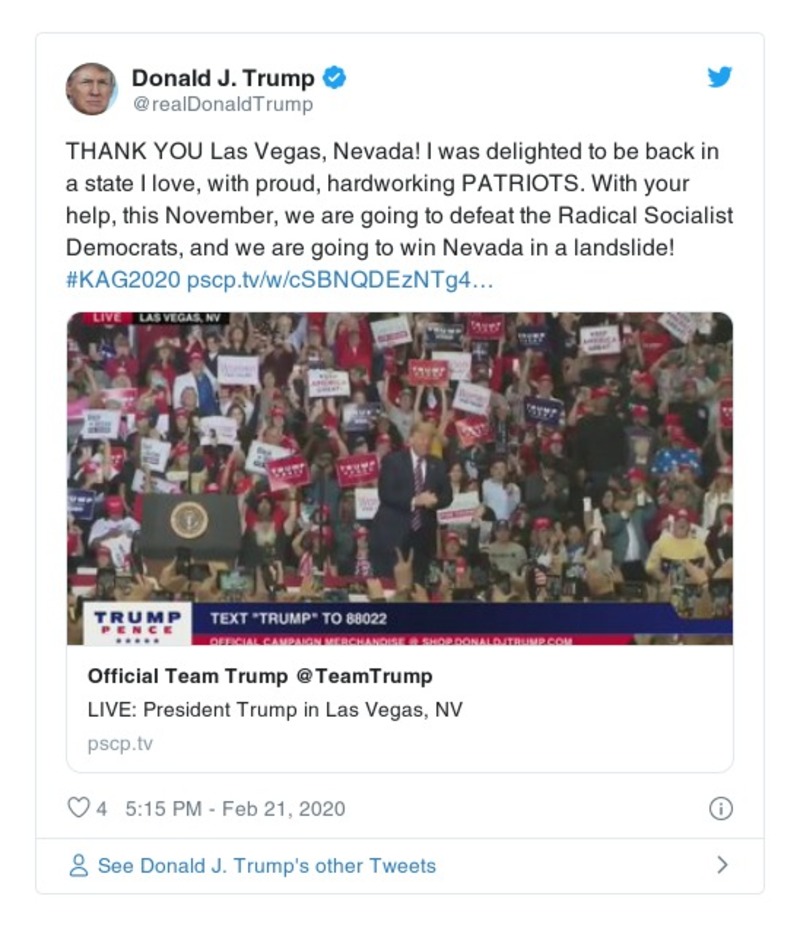 Donald J. Trump
@realDonaldTrump
THANK YOU Las Vegas, Nevada! I was delighted to be back in
a state I love, with proud, hardworking PATRIOTS. With your
help, this November, we are going to defeat the Radical Socialist
Democrats, and we are going to win Nevada in a landslide!
#KAG2020 pscp.tv/w/cSBNQDEzNTg4…
LIVE LAS VEGAS, NV
TRUMP
TRUMP
TRUMP
TRUMP
TRUMP
PENCE
TEXT "TRUMP" TO 88022
OFFICIAL CAMPAIGN MERCHANDISE @ SHOP.DONALDJTRUMP.COM
Official Team Trump @TeamTrump
LIVE: President Trump in Las Vegas, NV
pscp.tv
4 5:15 PM - Feb 21, 2020
See Donald J. Trump's other Tweets